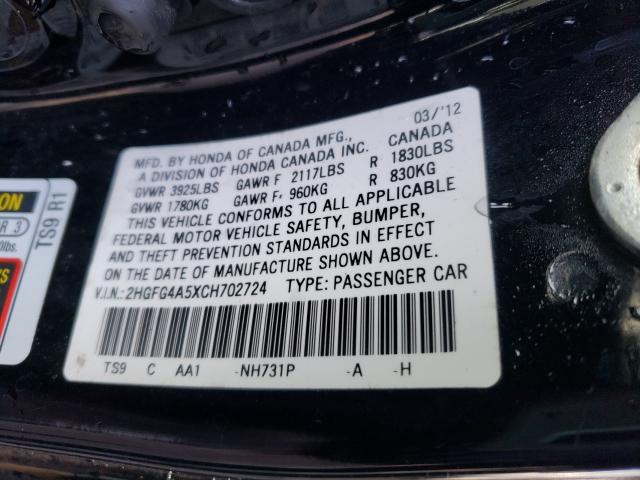 03/'12
MFD. BY HONDA OF CANADA MFG., CANADA
A DIVISION OF HONDA CANADA INC.
GVWR 3925LBS GAWR F 2117LBS R 1830LBS
GVWR 1780KG GAWR F 960KG R 830KG
THIS VEHICLE CONFORMS TO ALL APPLICABLE
FEDERAL MOTOR VEHICLE SAFETY, BUMPER,
AND THEFT PREVENTION STANDARDS IN EFFECT
ON THE DATE OF MANUFACTURE SHOWN ABOVE.
V.I.N.: 2HGFG4A5XCH702724 TYPE: PASSENGER CAR
TS9 C AA1 -NH731P -A -H
TS9 R1
ON
R 3
lbs.